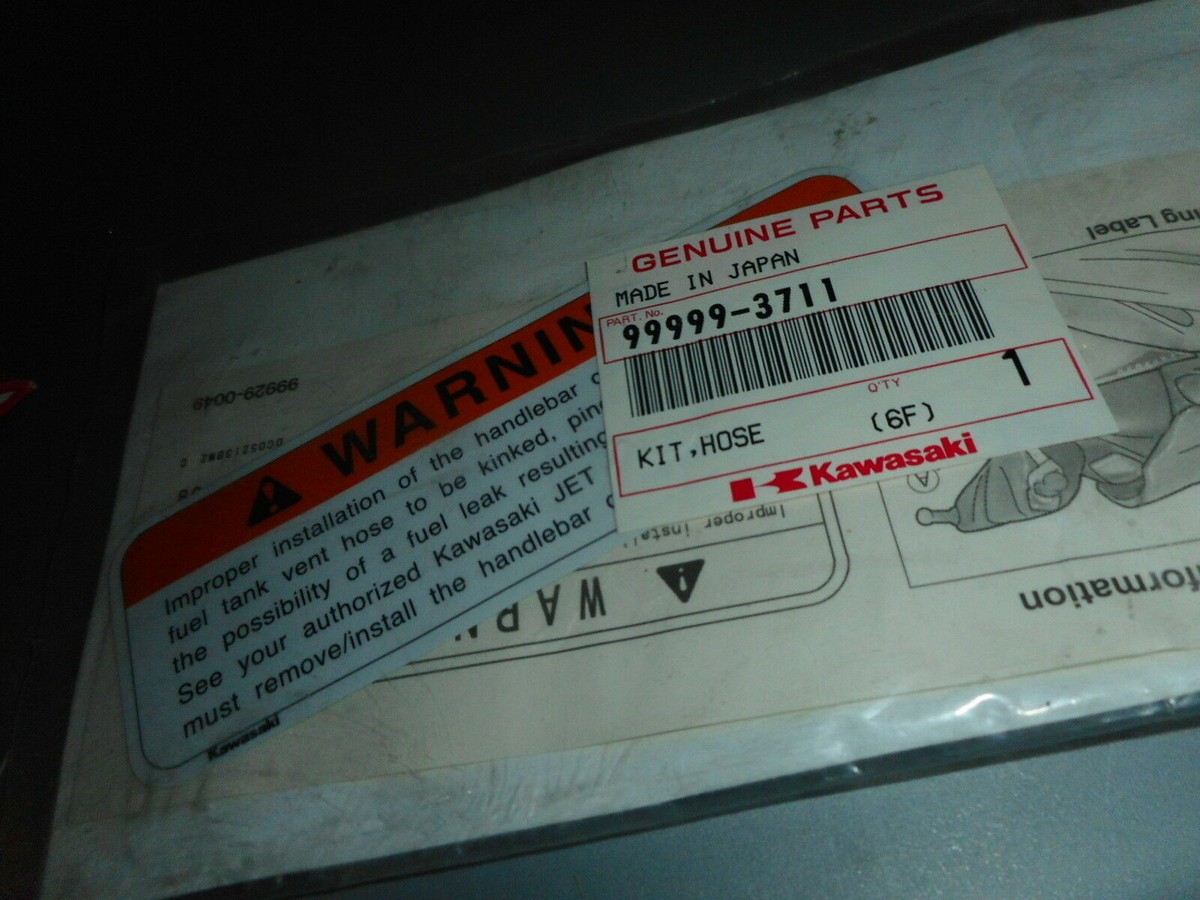 GENUINE PARTS
MADE IN JAPAN
PART. No.
99999-3711
Q'TY
1
KIT,HOSE (6F)
Kawasaki
WARNIN
Improper installation of the handlebar
fuel tank vent hose to be kinked,
the possibility of a fuel leak resulting
See your authorized Kawasaki JET
must remove/install the handlebar
Kawasaki
99929-0049
ng Label
A
Improper
WARN
formation